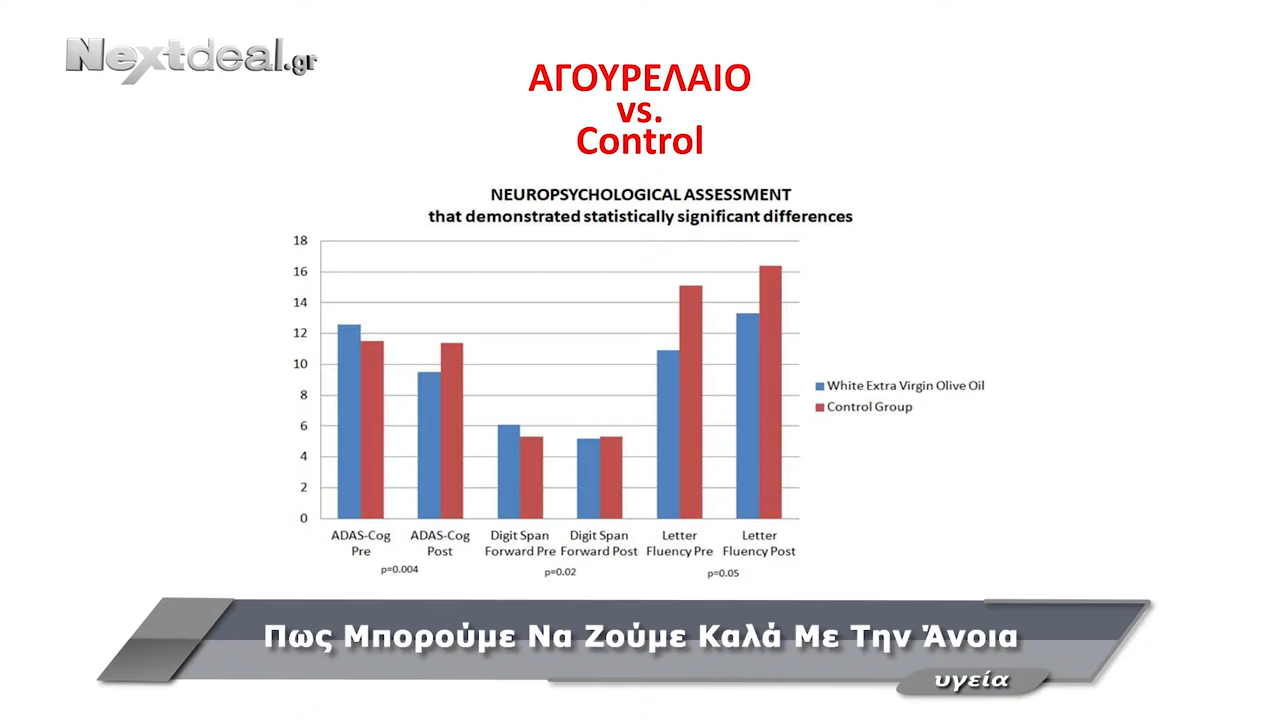 Nextdeal.gr
ΑΓΟΥΡΕΛΑΙΟ
vs.
Control
NEUROPSYCHOLOGICAL ASSESSMENT
that demonstrated statistically significant differences
18
16
14
12
10
8
6
4
2
0
White Extra Virgin Olive Oil
Control Group
ADAS-Cog Pre
ADAS-Cog Post
Digit Span Forward Pre
Digit Span Forward Post
Letter Fluency Pre
Letter Fluency Post
p=0.004
p=0.02
p=0.05
Πως Μπορούμε Να Ζούμε Καλά Με Την Άνοια
υγεία